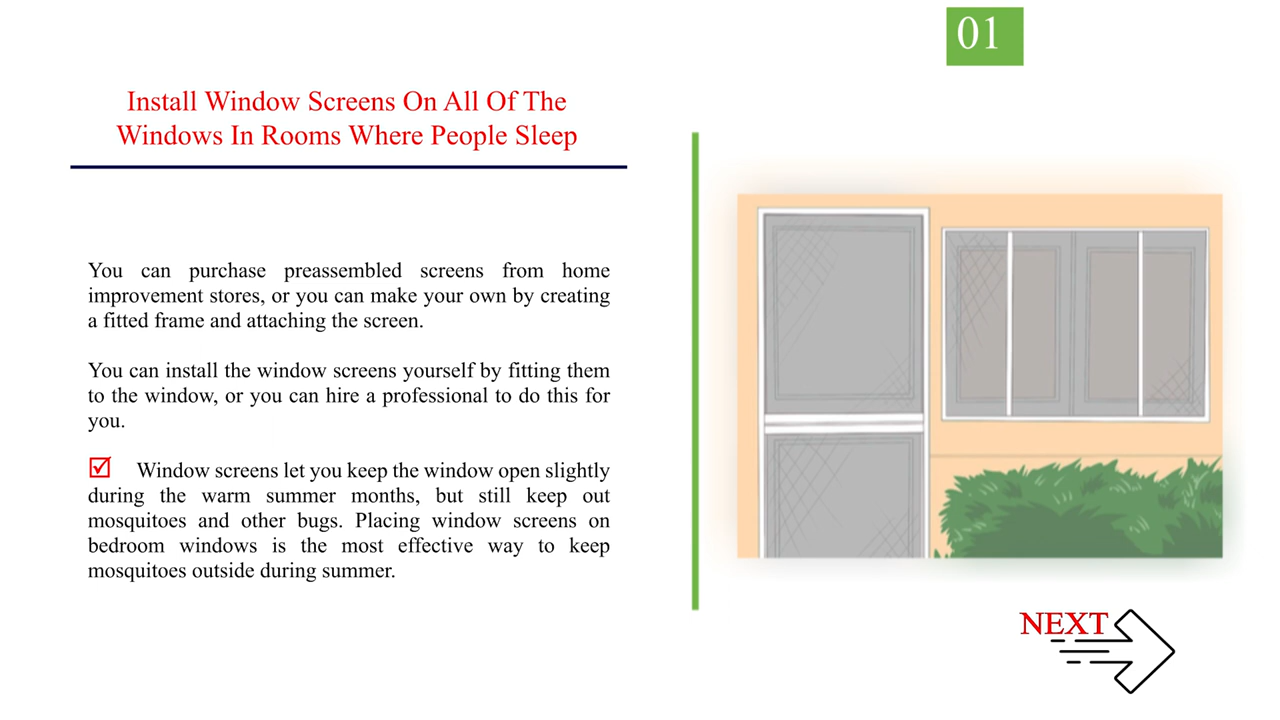 01
Install Window Screens On All Of The
Windows In Rooms Where People Sleep
You can purchase preassembled screens from home
improvement stores, or you can make your own by creating
a fitted frame and attaching the screen.
You can install the window screens yourself by fitting them
to the window, or you can hire a professional to do this for
you.
Window screens let you keep the window open slightly
during the warm summer months, but still keep out
mosquitoes and other bugs. Placing window screens on
bedroom windows is the most effective way to keep
mosquitoes outside during summer.
NEXT